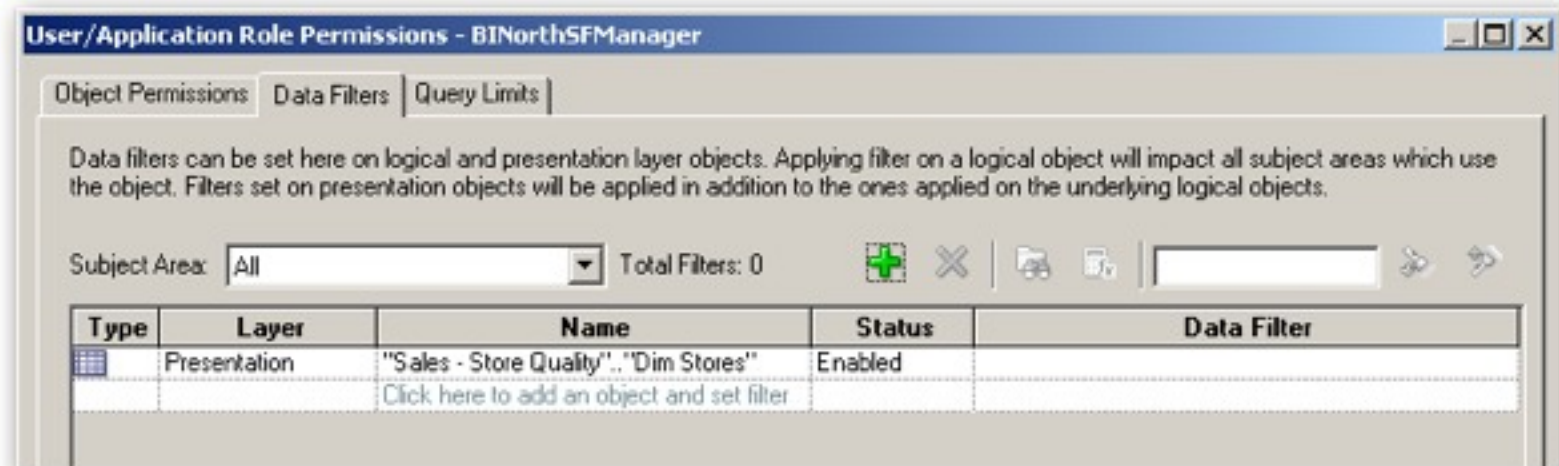 User/Application Role Permissions - BINorthSFManager
Object Permissions Data Filters Query Limits
Data filters can be set here on logical and presentation layer objects. Applying filter on a logical object will impact all subject areas which use
the object. Filters set on presentation objects will be applied in addition to the ones applied on the underlying logical objects.
Subject Area: All Total Filters: 0
Type Layer Name Status Data Filter
Presentation "Sales - Store Quality".."Dim Stores" Enabled
Click here to add an object and set filter